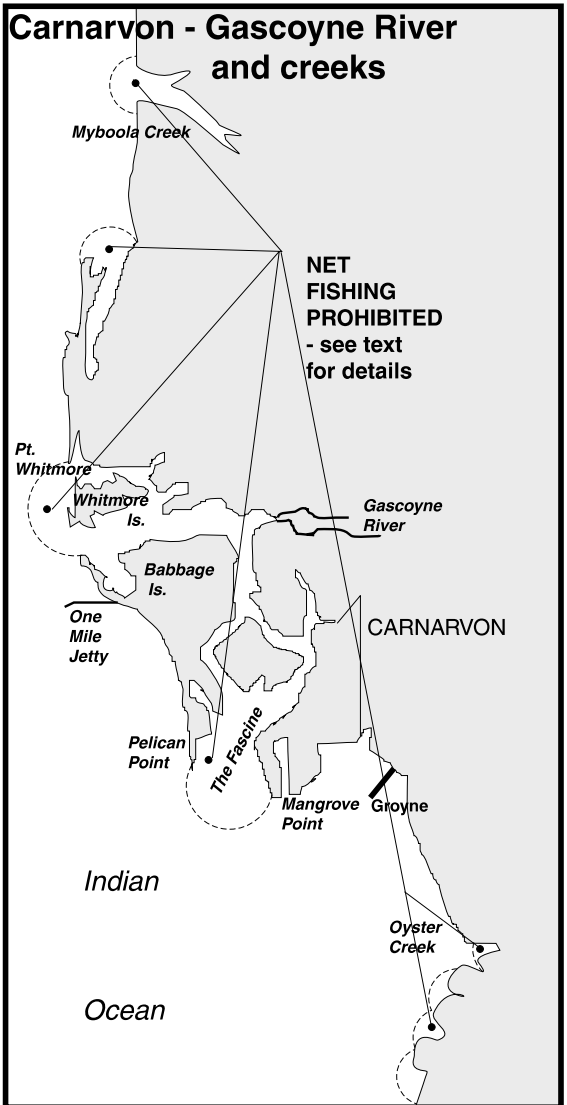 Carnarvon - Gascoyne River
and creeks
Myboola Creek
NET
FISHING
PROHIBITED
- see text
for details
Pt.
Whitmore
Whitmore
Is.
Gascoyne
River
Babbage
Is.
One
Mile
Jetty
CARNARVON
Pelican
Point
The Fascine
Mangrove
Point
Groyne
Indian
Oyster
Creek
Ocean